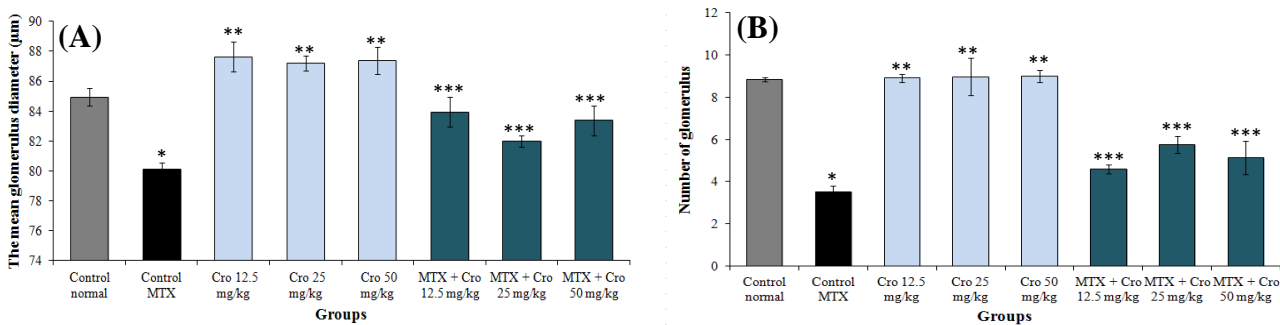 (A)
The mean glomerulus diameter (µm)
90
88
86
84
82
80
78
76
74
*
**
**
**
***
***
***
Control normal
Control MTX
Cro 12.5 mg/kg
Cro 25 mg/kg
Cro 50 mg/kg
MTX + Cro 12.5 mg/kg
MTX + Cro 25 mg/kg
MTX + Cro 50 mg/kg
Groups
(B)
Number of glomerulus
12
10
8
6
4
2
0
*
**
**
**
***
***
***
Control normal
Control MTX
Cro 12.5 mg/kg
Cro 25 mg/kg
Cro 50 mg/kg
MTX + Cro 12.5 mg/kg
MTX + Cro 25 mg/kg
MTX + Cro 50 mg/kg
Groups